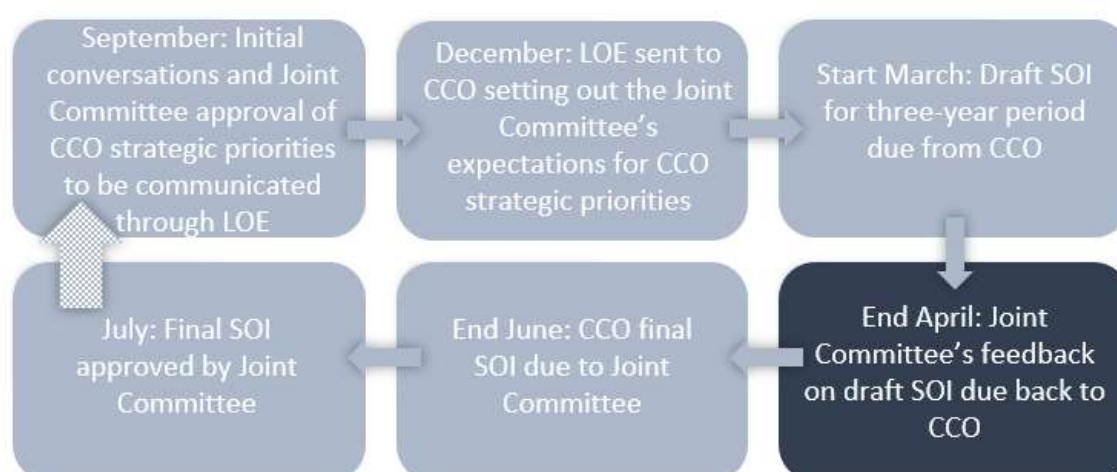 September: Initial
conversations and Joint
Committee approval of
CCO strategic priorities
to be communicated
through LOE
December: LOE sent to
CCO setting out the Joint
Committee's
expectations for CCO
strategic priorities
Start March: Draft SOI
for three-year period
due from CCO
End April: Joint
Committee's feedback
on draft SOI due back to
CCO
End June: CCO final
SOI due to Joint
Committee
July: Final SOI
approved by Joint
Committee